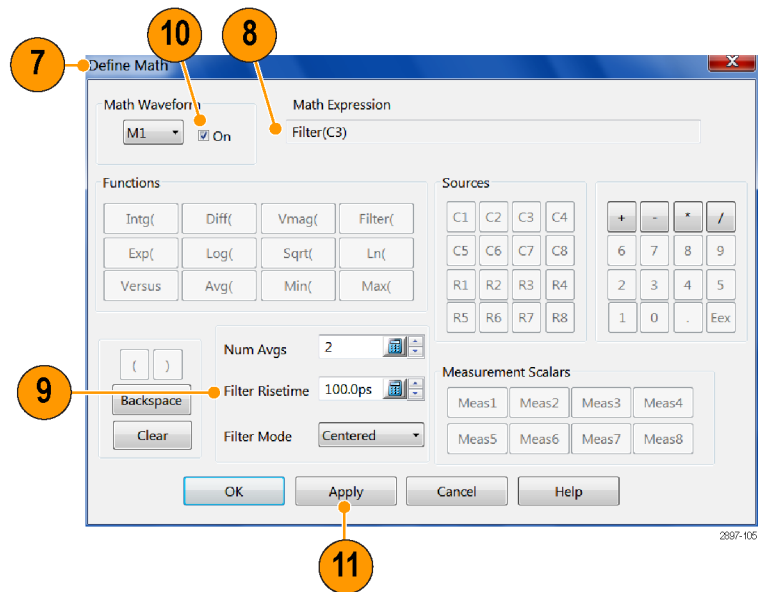 10
8
7
Define Math
X
Math Waveform
Math Expression
M1
On
Filter(C3)
Functions
Sources
Intg( Diff( Vmag( Filter(
C1 C2 C3 C4
+ - * /
Exp( Log( Sqrt( Ln(
C5 C6 C7 C8
6 7 8 9
Versus Avg( Min( Max(
R1 R2 R3 R4
2 3 4 5
R5 R6 R7 R8
1 0 . Eex
( )
Num Avgs 2
Measurement Scalars
9
Backspace
Filter Risetime 100.0ps
Meas1 Meas2 Meas3 Meas4
Clear
Filter Mode Centered
Meas5 Meas6 Meas7 Meas8
OK Apply Cancel Help
2897-105
11